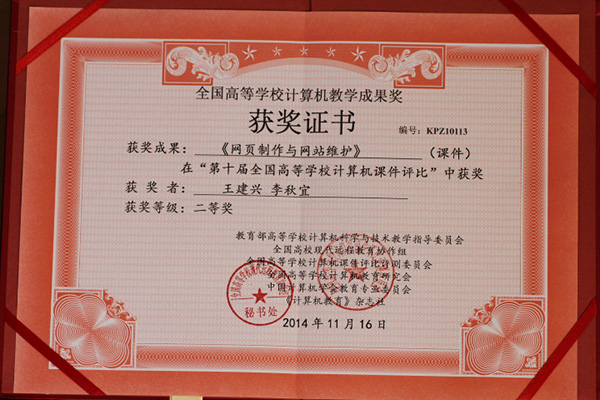 全国高等学校计算机教学成果奖
获奖证书
编号：KPZ10113
获奖成果：《网页制作与网站维护》（课件）
在“第十届全国高等学校计算机课件评比”中获奖
获奖者：王建兴 李秋宜
获奖等级：二等奖
教育部高等学校计算机科学与技术教学指导委员会
全国高校现代远程教育协作组
全国高等学校计算机课件评比评测委员会
全国高等学校计算机教育研究会
中国计算机学会教育专业委员会
《计算机教育》杂志社
秘书处
2014年11月16日